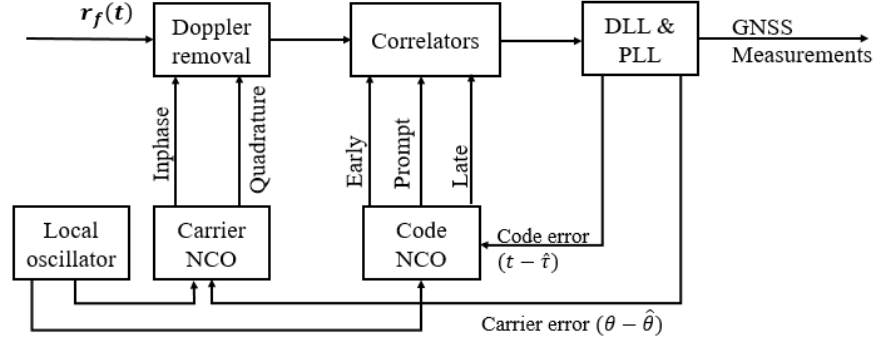 r_f(t)
Doppler
removal
Correlators
DLL &
PLL
GNSS
Measurements
Inphase
Quadrature
Early
Prompt
Late
Local
oscillator
Carrier
NCO
Code
NCO
Code error
(t − τ̂)
Carrier error (θ − θ̂)